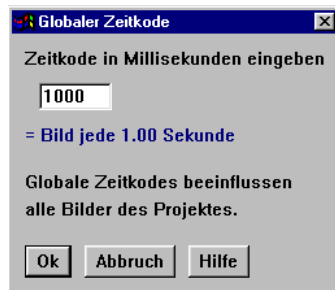 Globaler Zeitkode
Zeitkode in Millisekunden eingeben
1000
= Bild jede 1.00 Sekunde
Globale Zeitkodes beeinflussen
alle Bilder des Projektes.
Ok Abbruch Hilfe